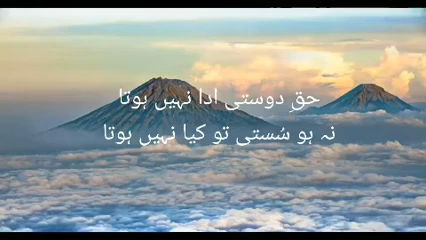 حقِ دوستی ادا نہیں ہوتا
نہ ہو سُستی تو کیا نہیں ہوتا